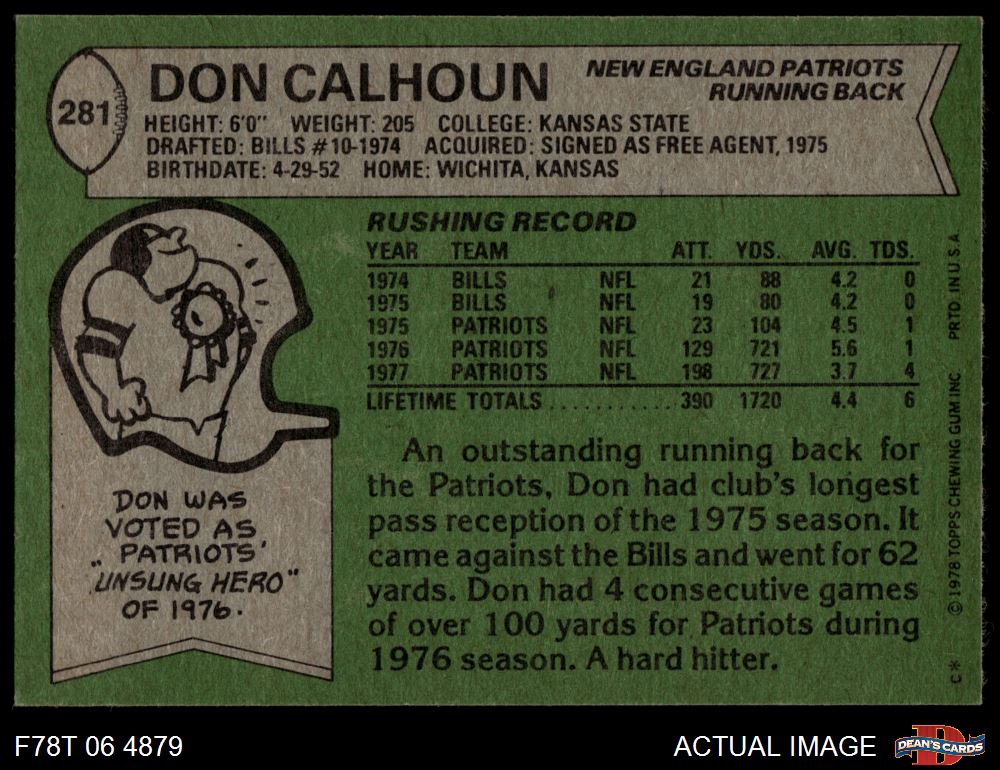 281
DON CALHOUN
NEW ENGLAND PATRIOTS
RUNNING BACK
HEIGHT: 6'0" WEIGHT: 205 COLLEGE: KANSAS STATE
DRAFTED: BILLS #10-1974 ACQUIRED: SIGNED AS FREE AGENT, 1975
BIRTHDATE: 4-29-52 HOME: WICHITA, KANSAS
RUSHING RECORD
YEAR TEAM ATT. YDS. AVG. TDS.
1974 BILLS NFL 21 88 4.2 0
1975 BILLS NFL 19 80 4.2 0
1975 PATRIOTS NFL 23 104 4.5 1
1976 PATRIOTS NFL 129 721 5.6 1
1977 PATRIOTS NFL 198 727 3.7 4
LIFETIME TOTALS............390 1720 4.4 6
An outstanding running back for
the Patriots, Don had club's longest
pass reception of the 1975 season. It
came against the Bills and went for 62
yards. Don had 4 consecutive games
of over 100 yards for Patriots during
1976 season. A hard hitter.
DON WAS
VOTED AS
„ PATRIOTS'
UNSUNG HERO"
OF 1976.
C* © 1978 TOPPS CHEWING GUM INC PRTD. IN U.S.A
F78T 06 4879
ACTUAL IMAGE
D
DEAN'S CARDS